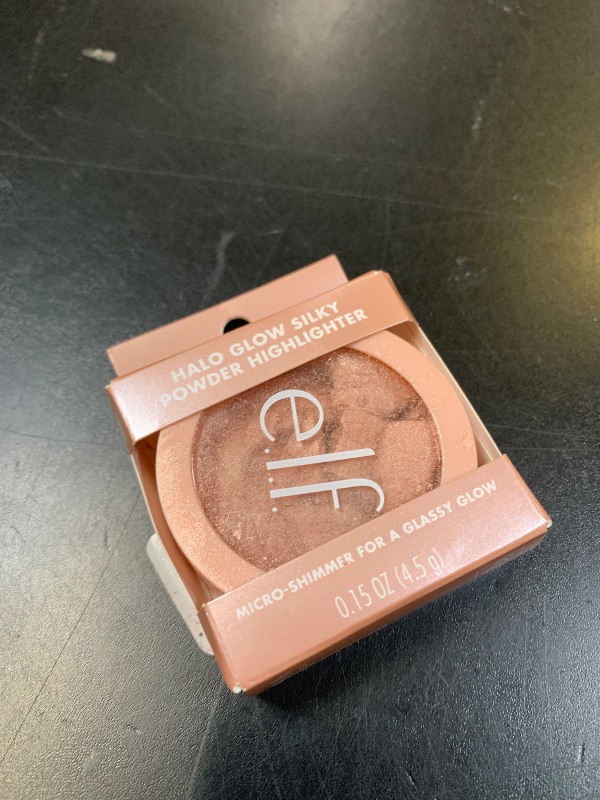 HALO GLOW SILKY
POWDER HIGHLIGHTER
e.l.f.
MICRO-SHIMMER FOR A GLASSY GLOW
0.15 OZ (4.5 g)